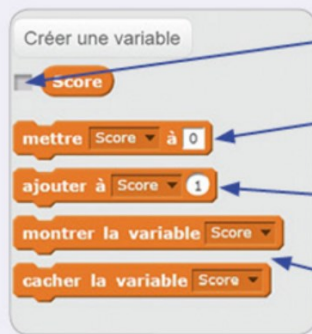 Créer une variable
Score
mettre Score à 0
ajouter à Score 1
montrer la variable Score
cacher la variable Score